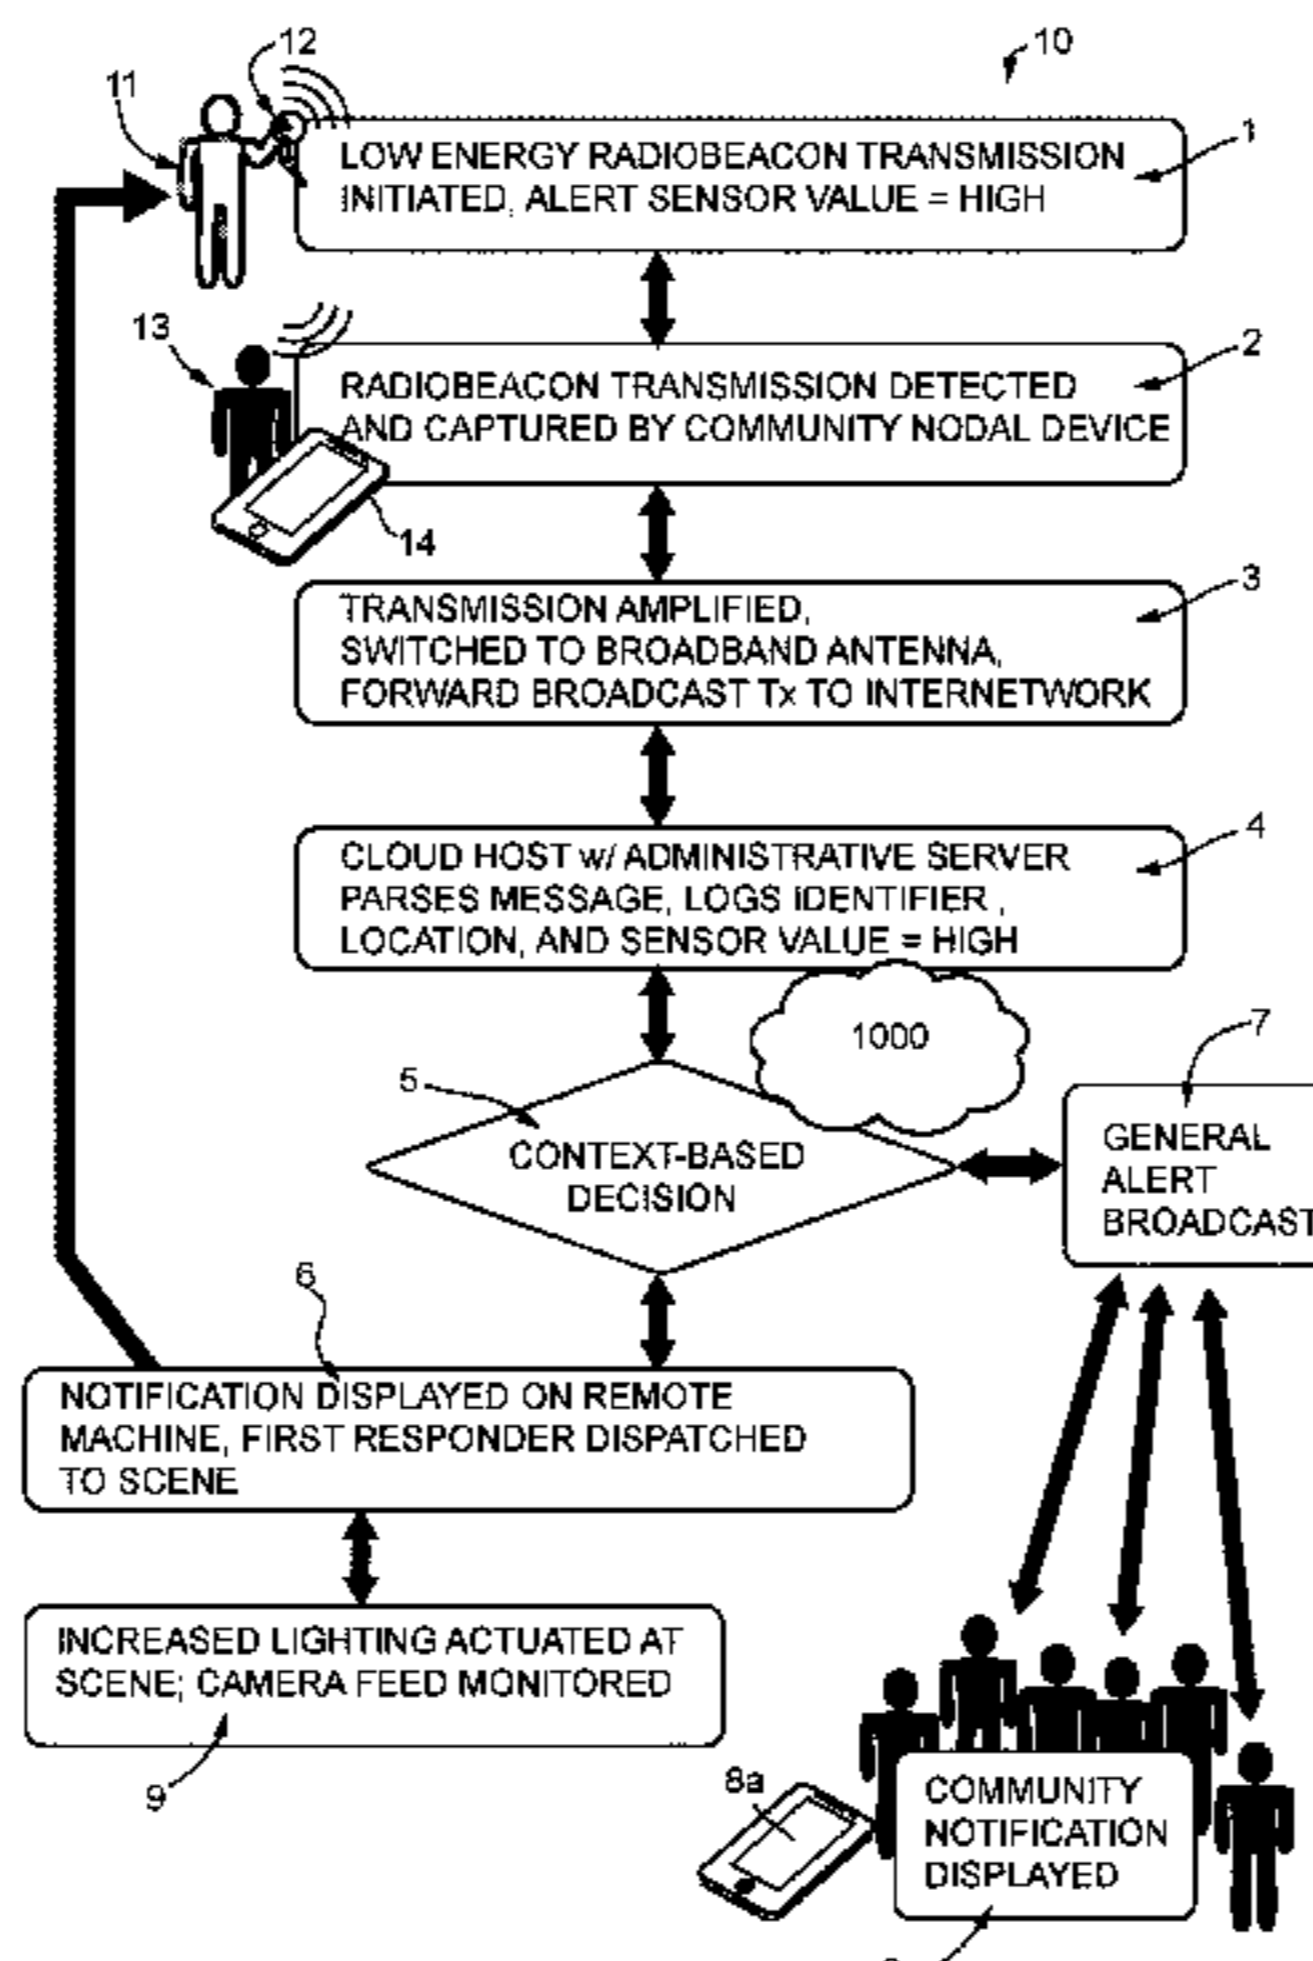 12
10
11
1
LOW ENERGY RADIOBEACON TRANSMISSION
INITIATED, ALERT SENSOR VALUE = HIGH
13
2
RADIOBEACON TRANSMISSION DETECTED
AND CAPTURED BY COMMUNITY NODAL DEVICE
14
3
TRANSMISSION AMPLIFIED,
SWITCHED TO BROADBAND ANTENNA,
FORWARD BROADCAST Tx TO INTERNETWORK
4
CLOUD HOST w/ ADMINISTRATIVE SERVER
PARSES MESSAGE, LOGS IDENTIFIER ,
LOCATION, AND SENSOR VALUE = HIGH
1000
5
CONTEXT-BASED
DECISION
7
GENERAL
ALERT
BROADCAST
6
NOTIFICATION DISPLAYED ON REMOTE
MACHINE, FIRST RESPONDER DISPATCHED
TO SCENE
INCREASED LIGHTING ACTUATED AT
SCENE; CAMERA FEED MONITORED
9
8a
COMMUNITY
NOTIFICATION
DISPLAYED